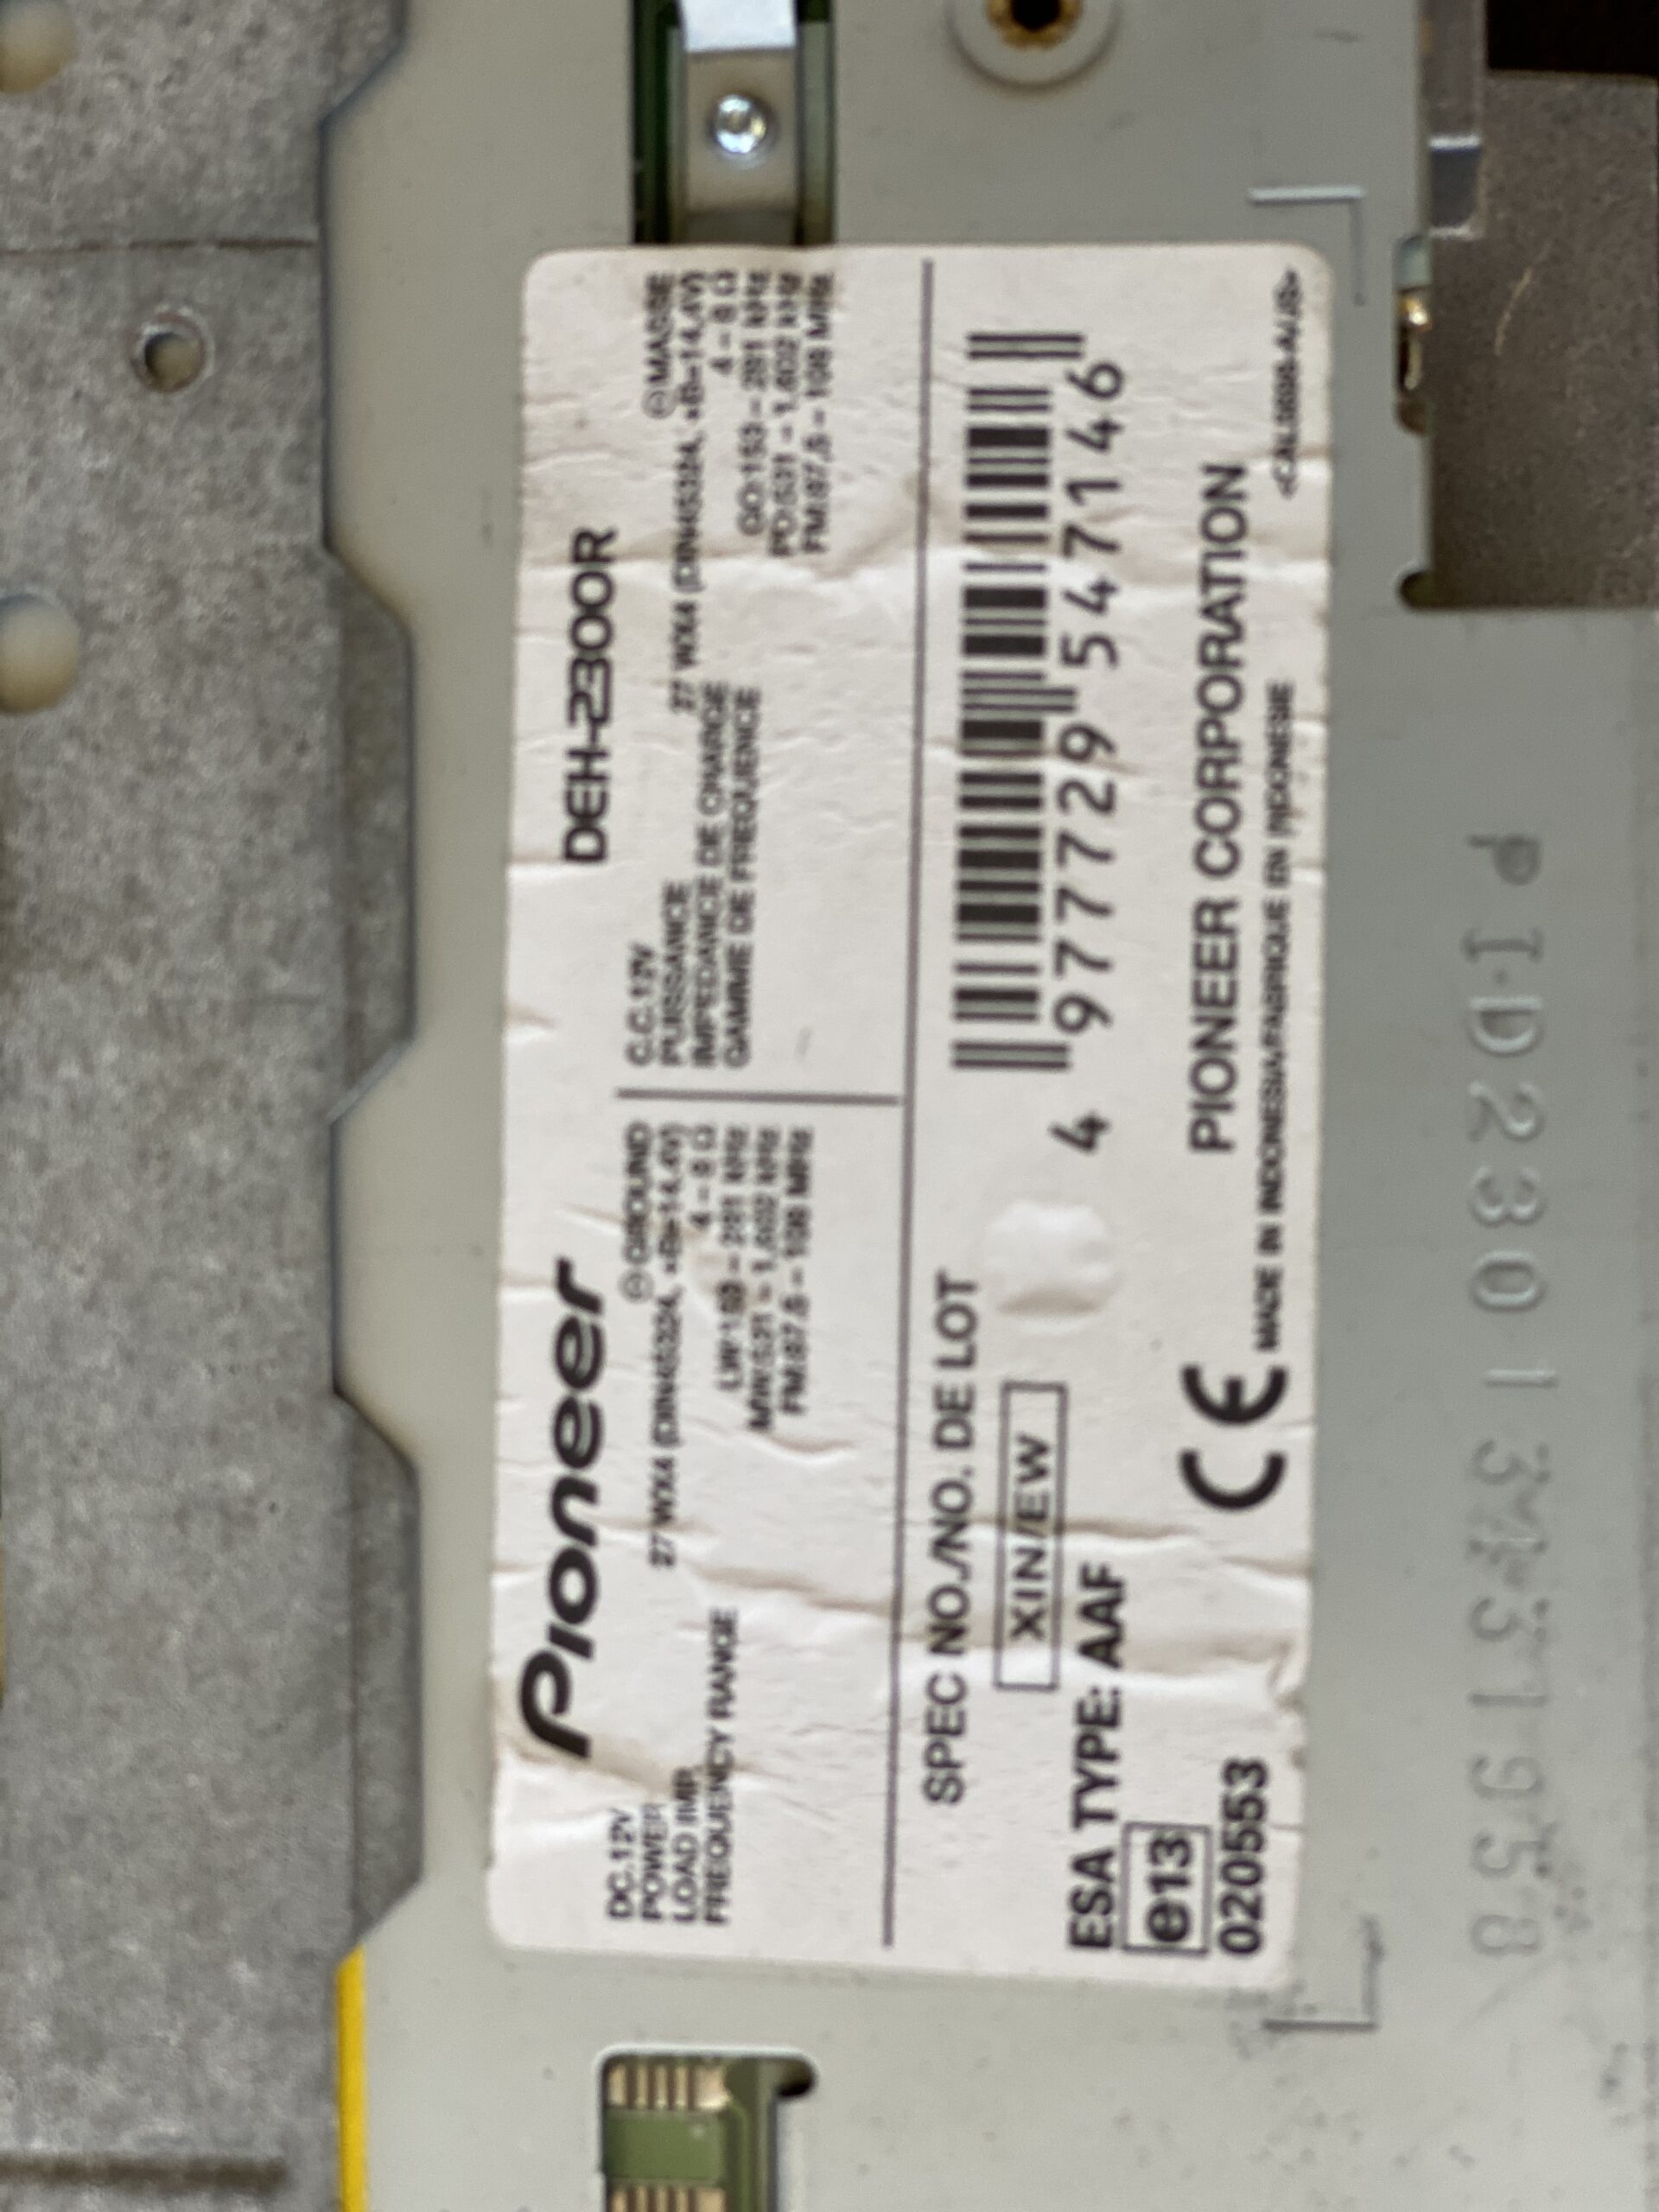 Pioneer DEH-2300R
DC.12V ⊖GROUND
POWER 27 WX4 (DIN45324, +B=14.4V)
LOAD IMP. 4 – 8 Ω
FREQUENCY RANGE LW:153 – 281 kHz
MW:531 – 1,602 kHz
FM:87.5 – 108 MHz
C.C.12V ⊖MASSE
PUISSANCE 27 WX4 (DIN45324, +B=14.4V)
IMPEDANCE DE CHARGE 4 – 8 Ω
GAMME DE FREQUENCE GO:153 – 281 kHz
PO:531 – 1,602 kHz
FM:87,5 – 108 MHz
SPEC NO./NO. DE LOT
XIN/EW
ESA TYPE: AAF
e13
020553
4 977729 547146
CE
PIONEER CORPORATION
MADE IN INDONESIA/FABRIQUE EN INDONESIE
PID23013431958